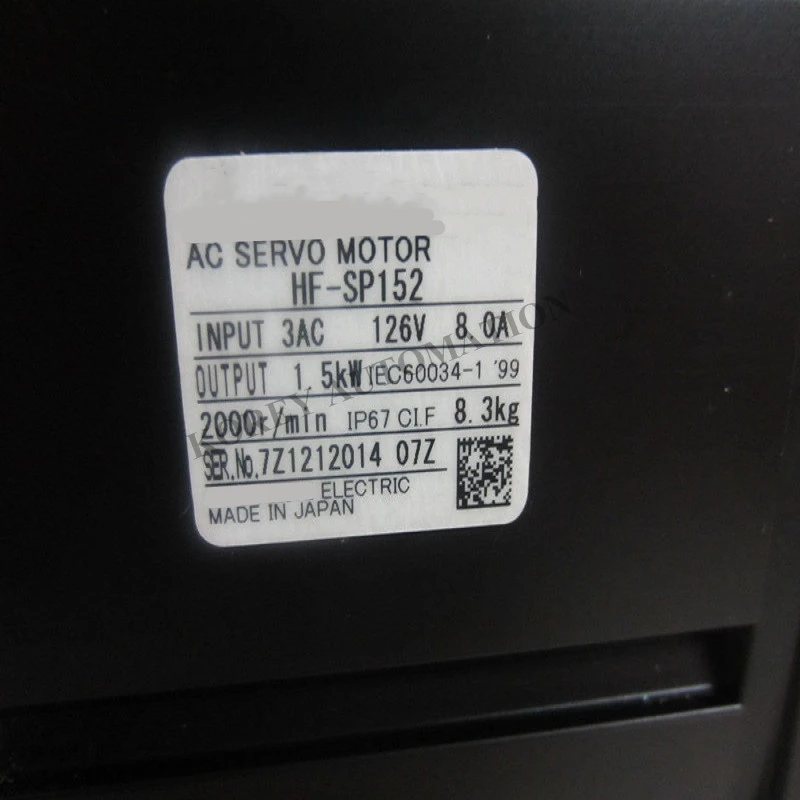 AC SERVO MOTOR
HF-SP152
INPUT 3AC 126V 8.0A
OUTPUT 1.5kW IEC60034-1 '99
2000r/min IP67 CI.F 8.3kg
SER.No.7Z1212014 07Z
ELECTRIC
MADE IN JAPAN
AUTOMATION